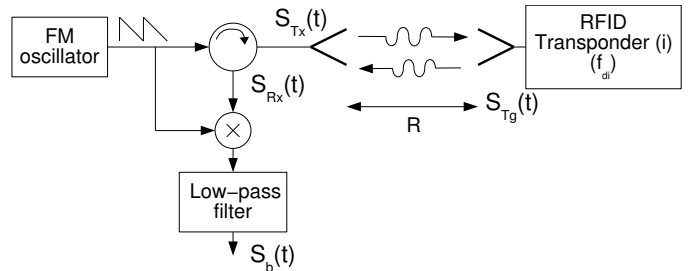 FM
oscillator
S_Tx(t)
RFID
Transponder (i)
(f_di)
S_Rx(t)
S_Tg(t)
R
×
Low−pass
filter
S_b(t)